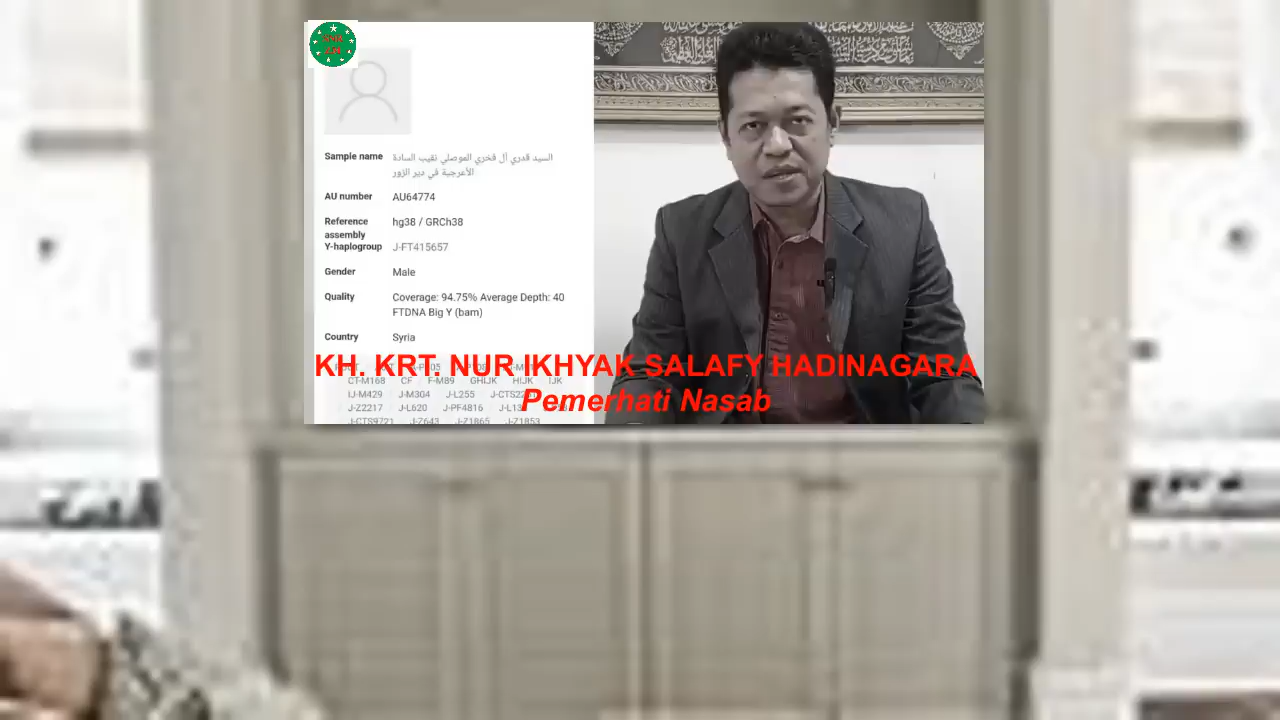 Sample name
السيد قدري آل فخري الموصلي نقيب السادة
الأعرجية في دير الزور
AU number AU64774
Reference assembly hg38 / GRCh38
Y-haplogroup J-FT415657
Gender Male
Quality Coverage: 94.75% Average Depth: 40
FTDNA Big Y (bam)
Country Syria
KH. KRT. NUR IKHYAK SALAFY HADINAGARA
CT-M168 CF F-M89 GHIJK HIJK IJK
IJ-M429 J-M304 J-L255
Pemerhati Nasab
J-Z2217 J-L620 J-PF4816
J-CTS9721 J-Z643 J-Z1865 J-Z1853